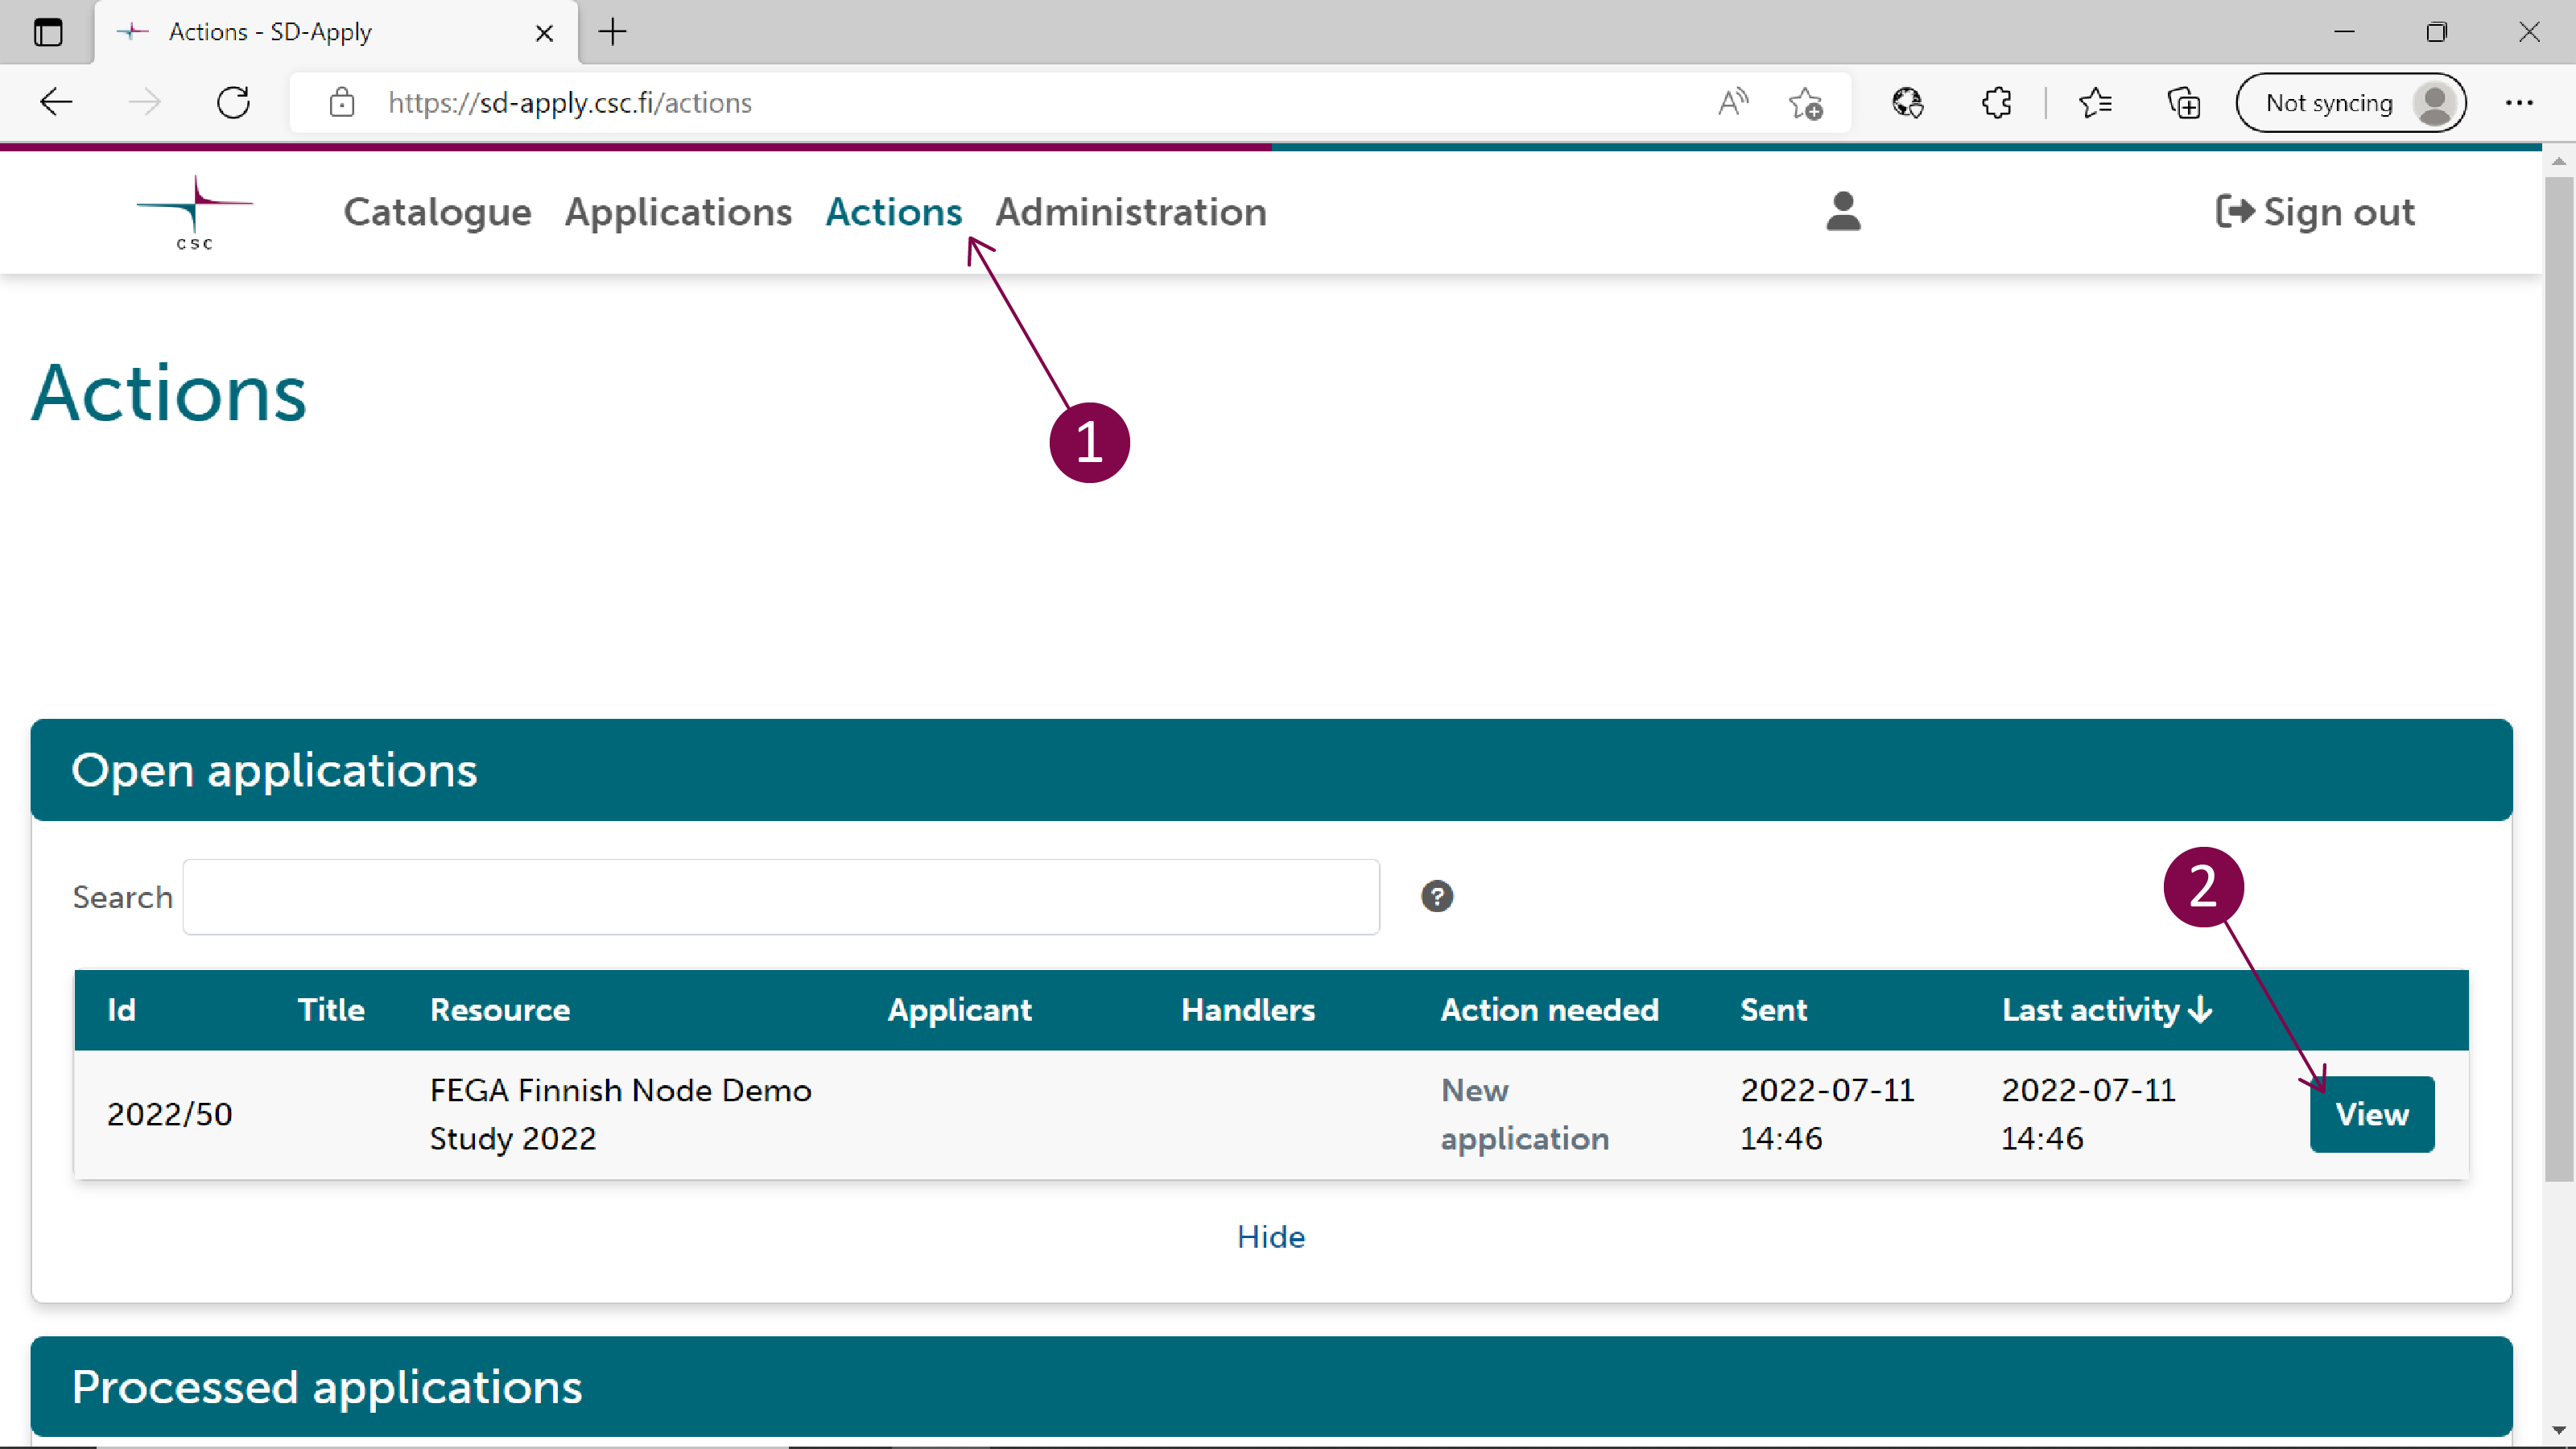 Actions - SD-Apply
https://sd-apply.csc.fi/actions
Not syncing
CSC
Catalogue Applications Actions Administration
Sign out
Actions
1
Open applications
Search
?
2
Id Title Resource Applicant Handlers Action needed Sent Last activity
2022/50 FEGA Finnish Node Demo New 2022-07-11 2022-07-11 View
Study 2022 application 14:46 14:46
Hide
Processed applications